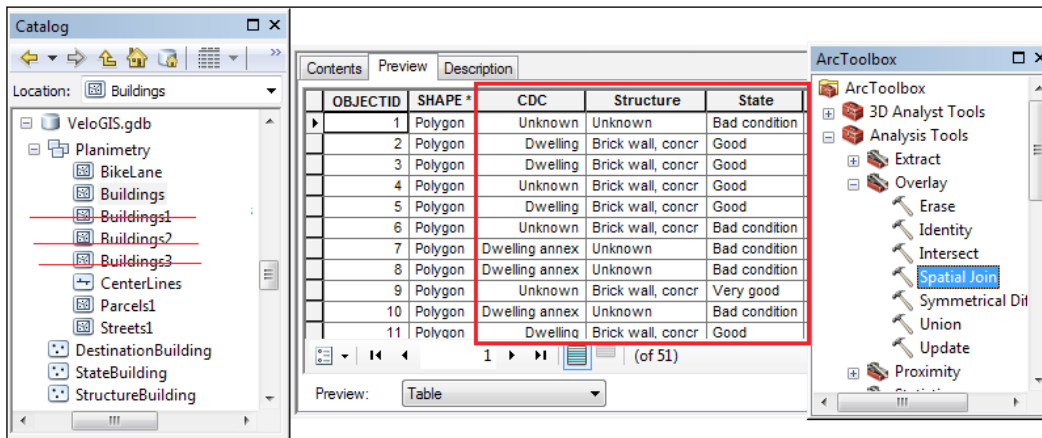 Catalog
Location: Buildings
VeloGIS.gdb
Planimetry
BikeLane
Buildings
Buildings1
Buildings2
Buildings3
CenterLines
Parcels1
Streets1
DestinationBuilding
StateBuilding
StructureBuilding
Contents Preview Description
OBJECTID SHAPE * CDC Structure State
1 Polygon Unknown Unknown Bad condition
2 Polygon Dwelling Brick wall, concr Good
3 Polygon Dwelling Brick wall, concr Good
4 Polygon Unknown Brick wall, concr Good
5 Polygon Dwelling Brick wall, concr Good
6 Polygon Unknown Brick wall, concr Bad condition
7 Polygon Dwelling annex Unknown Bad condition
8 Polygon Dwelling annex Unknown Bad condition
9 Polygon Unknown Brick wall, concr Very good
10 Polygon Dwelling annex Unknown Bad condition
11 Polygon Dwelling Brick wall, concr Good
1 (of 51)
Preview: Table
ArcToolbox
ArcToolbox
3D Analyst Tools
Analysis Tools
Extract
Overlay
Erase
Identity
Intersect
Spatial Join
Symmetrical Dif
Union
Update
Proximity